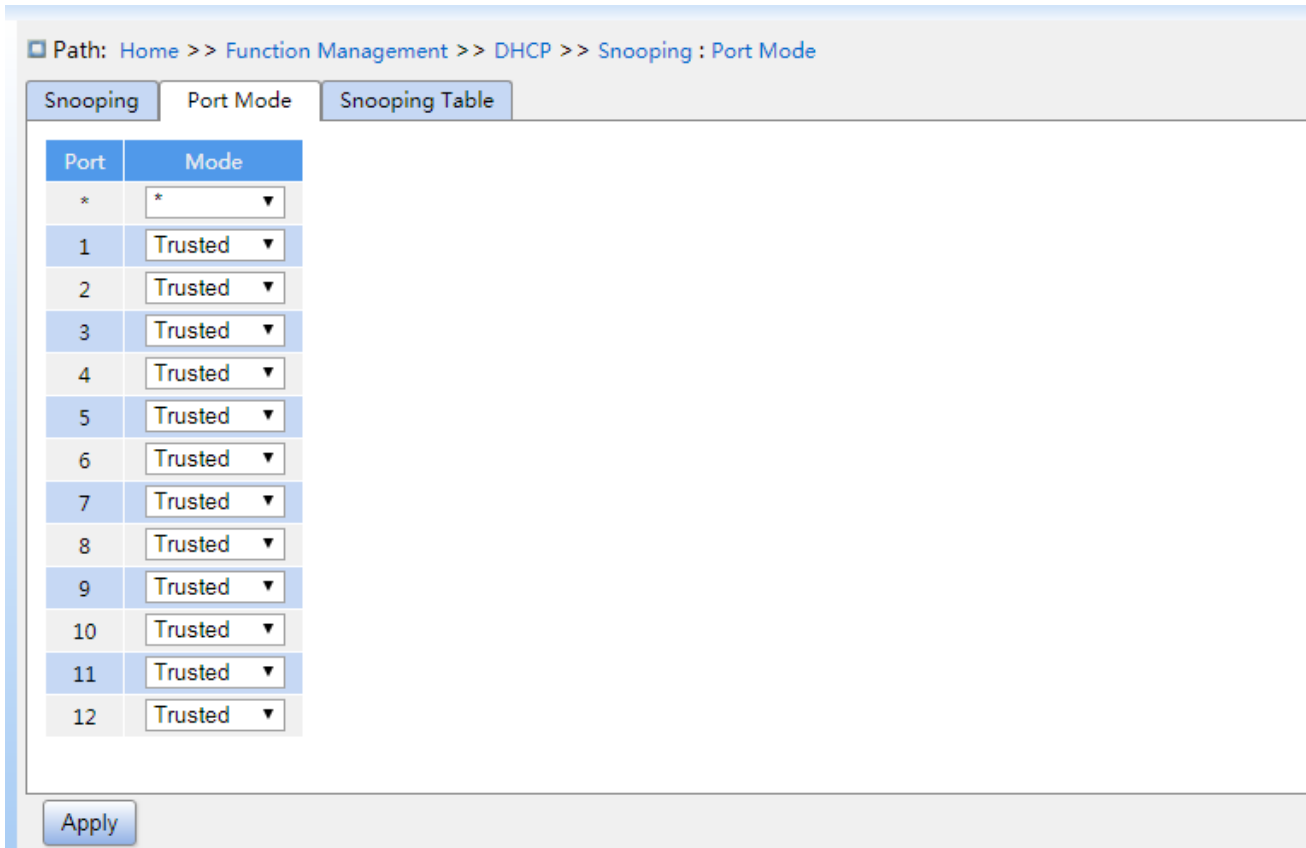 Path: Home >> Function Management >> DHCP >> Snooping : Port Mode
Snooping Port Mode Snooping Table
Port Mode
* *
1 Trusted
2 Trusted
3 Trusted
4 Trusted
5 Trusted
6 Trusted
7 Trusted
8 Trusted
9 Trusted
10 Trusted
11 Trusted
12 Trusted
Apply